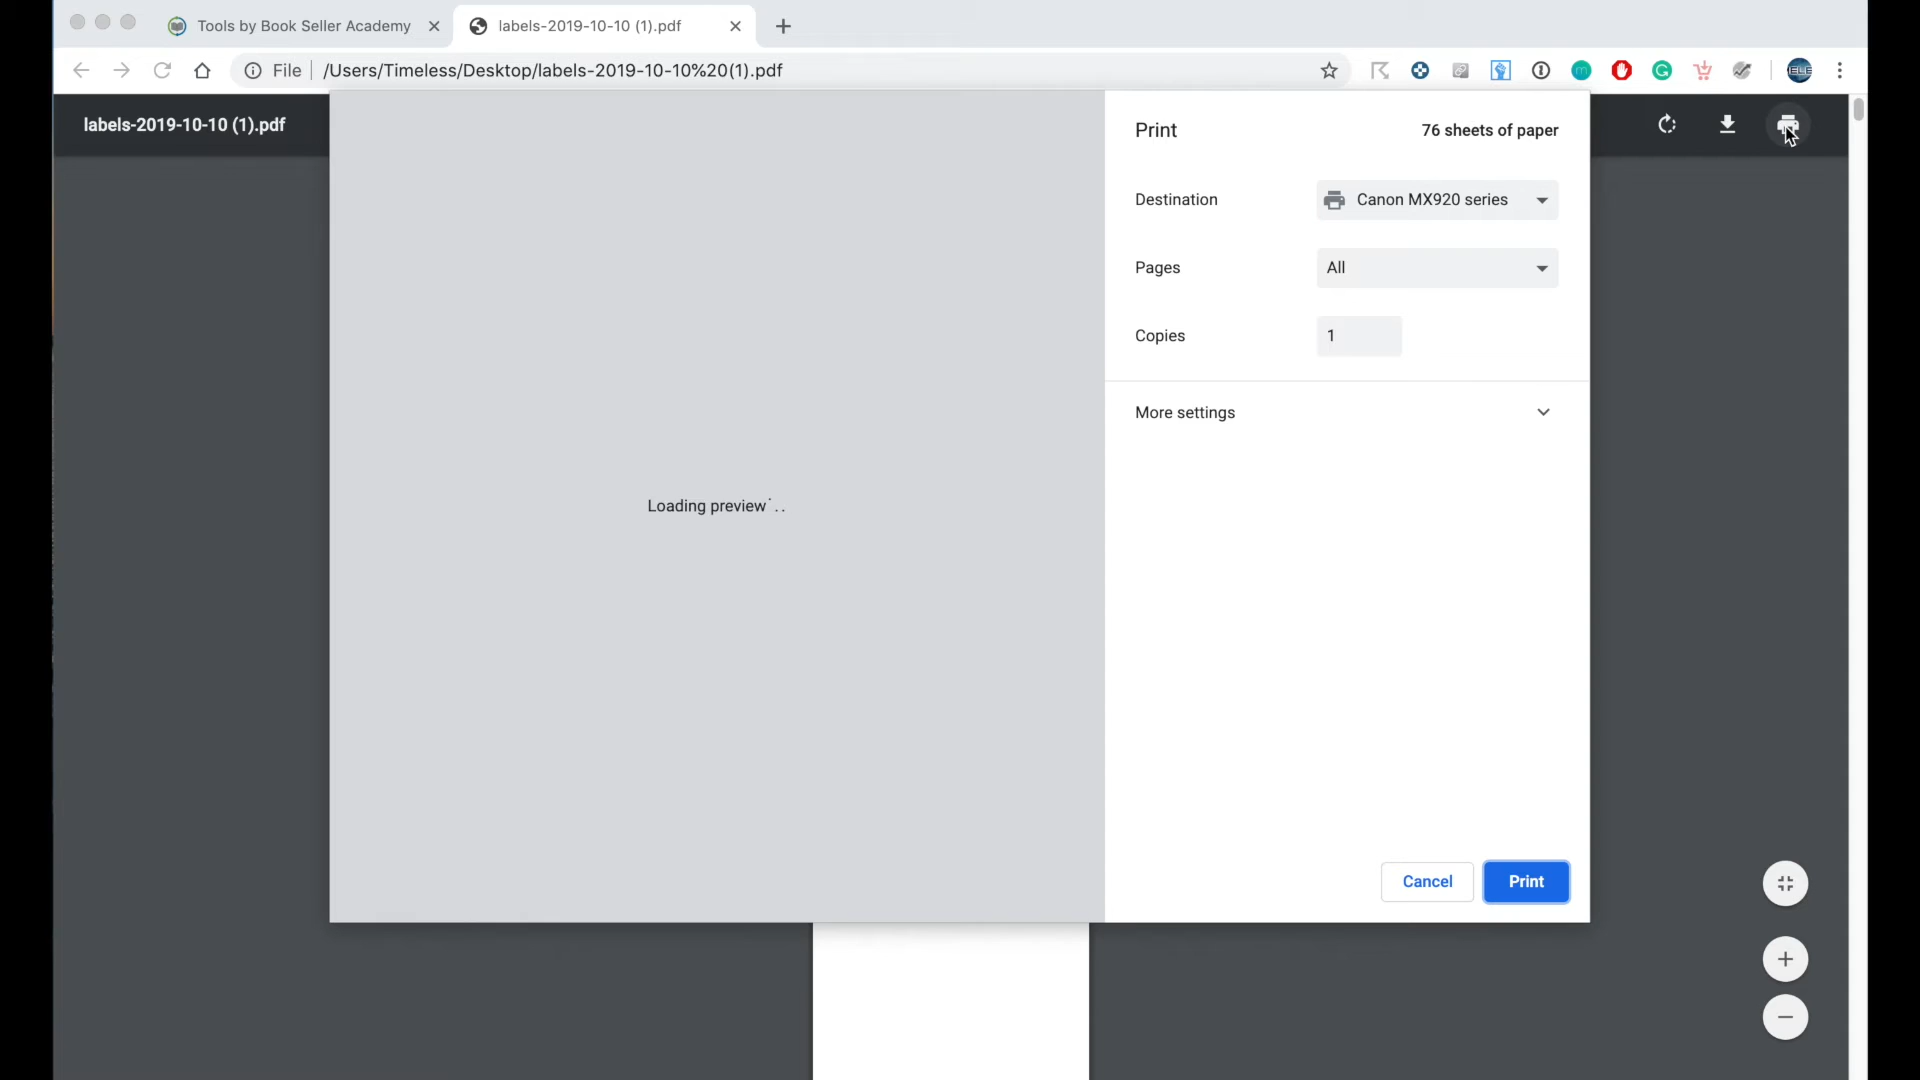 Tools by Book Seller Academy
labels-2019-10-10 (1).pdf
File
/Users/Timeless/Desktop/labels-2019-10-10%20(1).pdf
labels-2019-10-10 (1).pdf
Print
76 sheets of paper
Destination
Canon MX920 series
Pages
All
Copies
1
More settings
Loading preview...
Cancel
Print